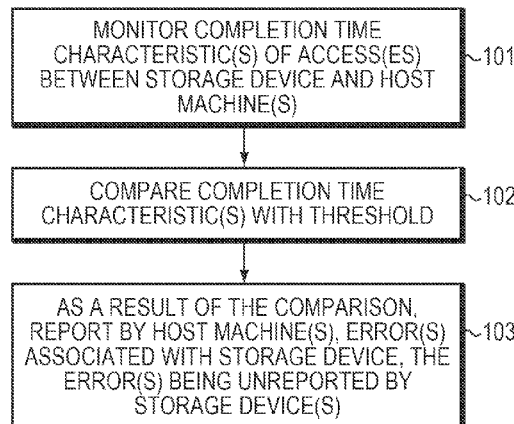 MONITOR COMPLETION TIME
CHARACTERISTIC(S) OF ACCESS(ES)
BETWEEN STORAGE DEVICE AND HOST
MACHINE(S)
101
COMPARE COMPLETION TIME
CHARACTERISTIC(S) WITH THRESHOLD
102
AS A RESULT OF THE COMPARISON,
REPORT BY HOST MACHINE(S), ERROR(S)
ASSOCIATED WITH STORAGE DEVICE, THE
ERROR(S) BEING UNREPORTED BY
STORAGE DEVICE(S)
103